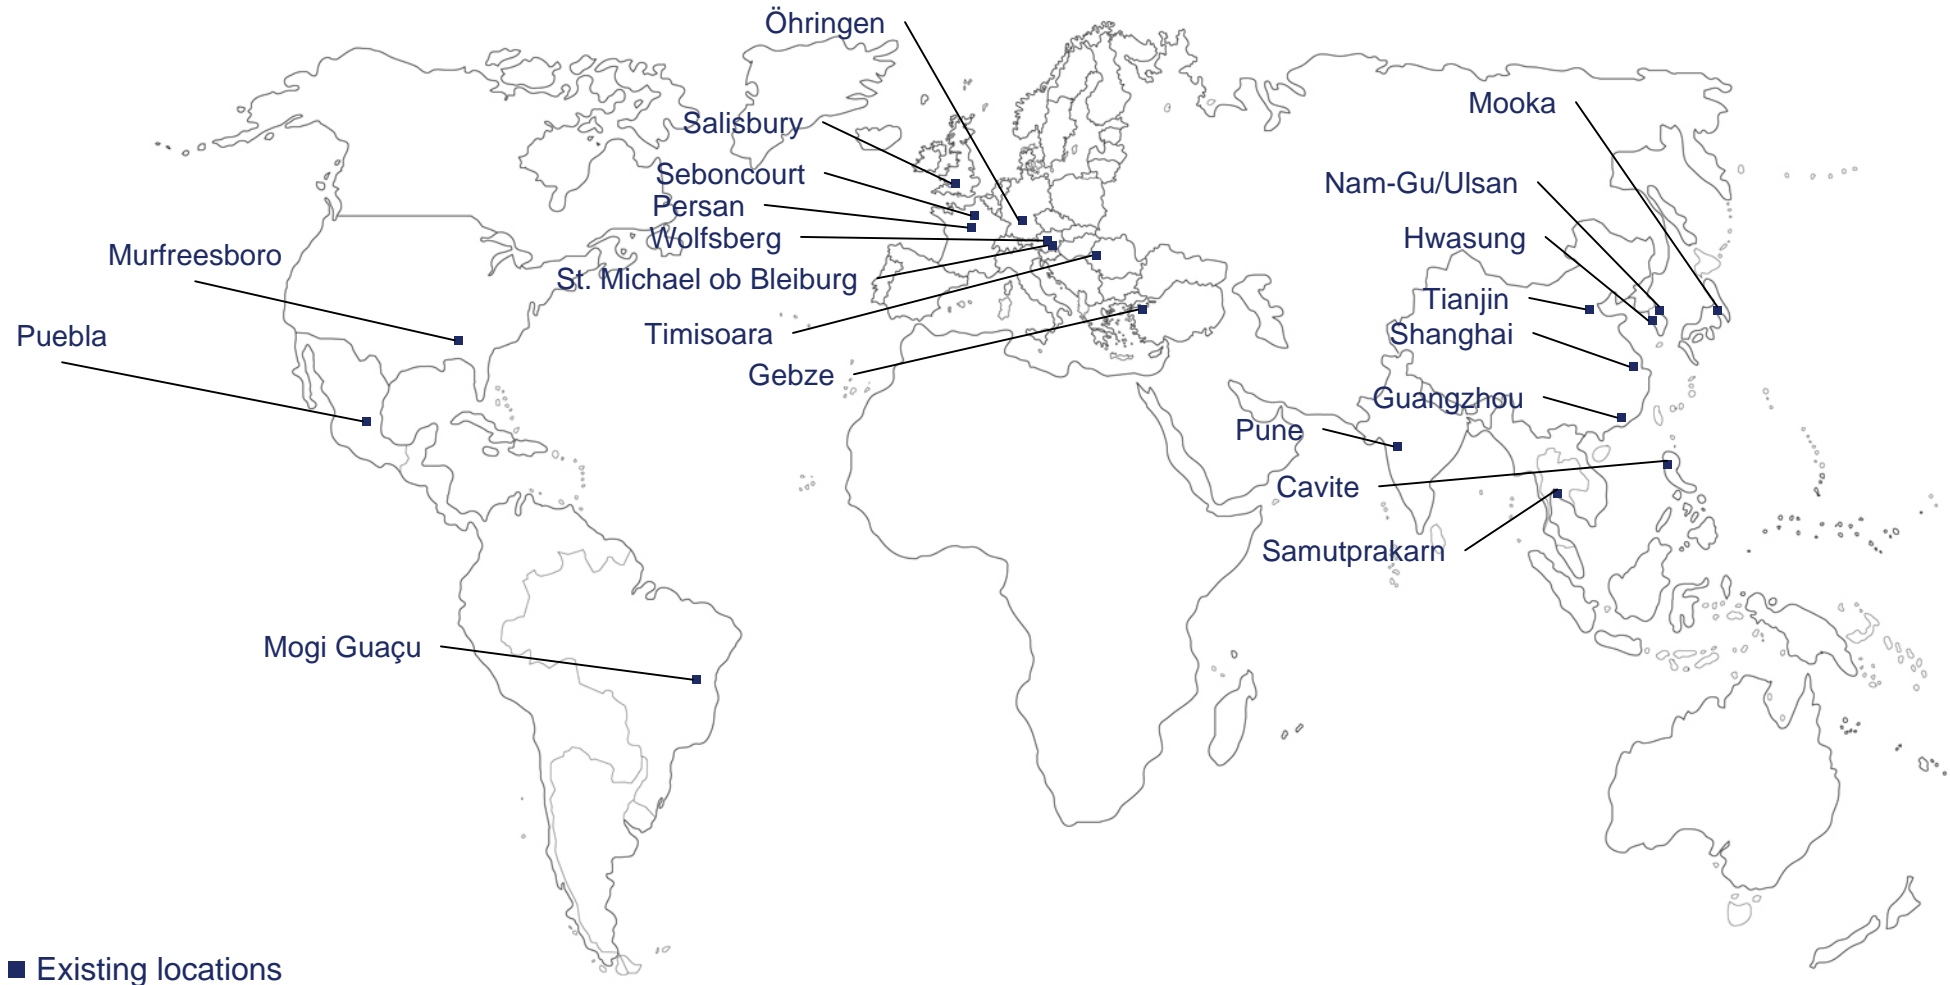 Öhringen
Mooka
Salisbury
Seboncourt
Nam-Gu/Ulsan
Persan
Wolfsberg
Hwasung
Murfreesboro
St. Michael ob Bleiburg
Tianjin
Puebla
Timisoara
Shanghai
Gebze
Guangzhou
Pune
Cavite
Samutprakarn
Mogi Guaçu
Existing locations